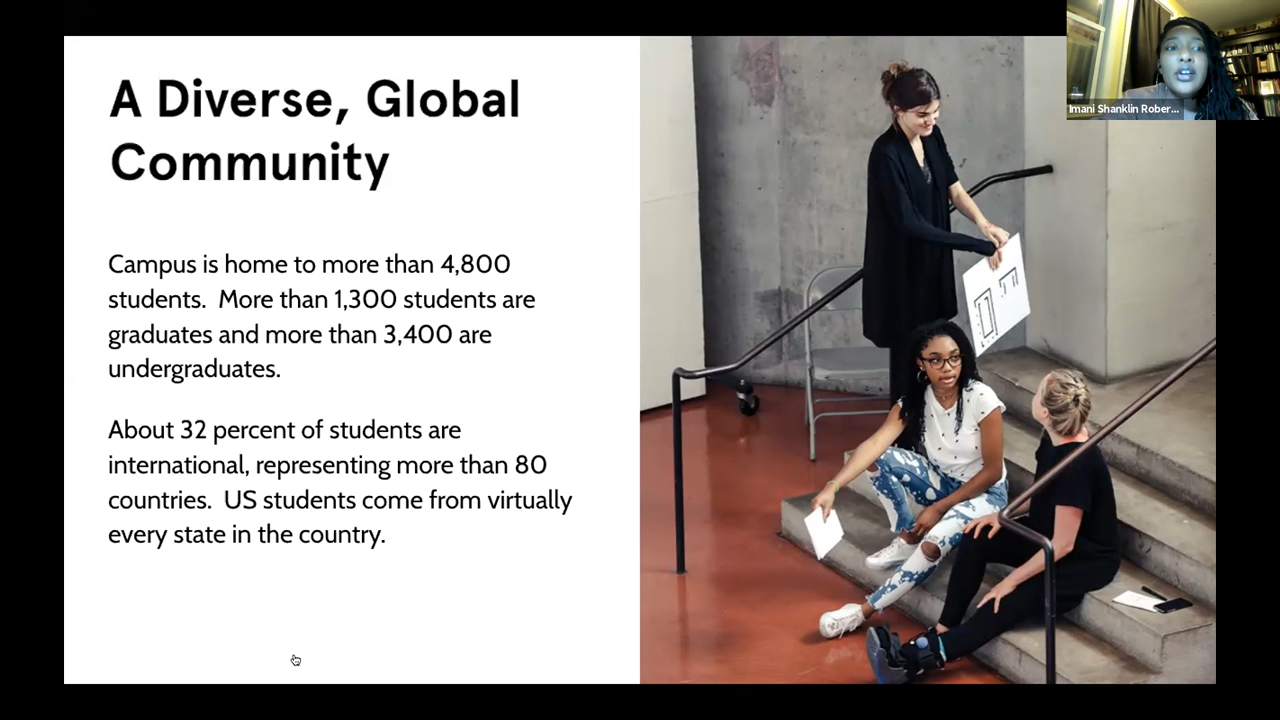 A Diverse, Global
Community
Campus is home to more than 4,800
students.  More than 1,300 students are
graduates and more than 3,400 are
undergraduates.
About 32 percent of students are
international, representing more than 80
countries.  US students come from virtually
every state in the country.
Imani Shanklin Rober...